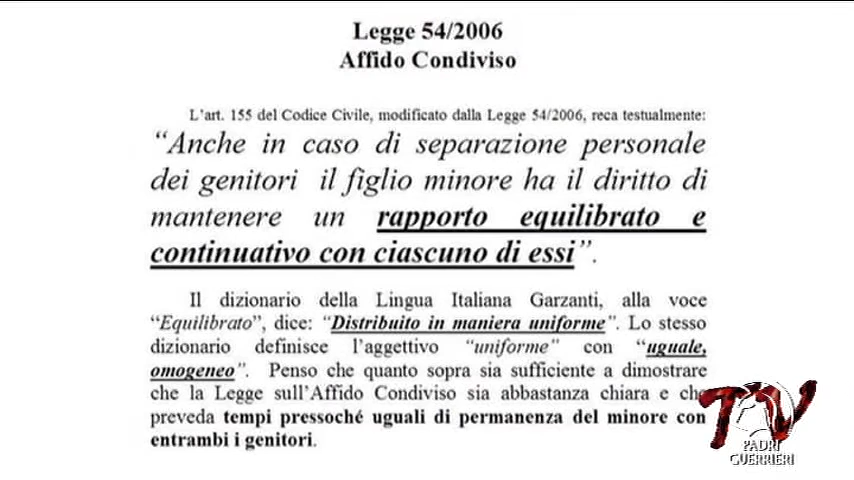 Legge 54/2006
Affido Condiviso
L'art. 155 del Codice Civile, modificato dalla Legge 54/2006, reca testualmente:
“Anche in caso di separazione personale
dei genitori il figlio minore ha il diritto di
mantenere un rapporto equilibrato e
continuativo con ciascuno di essi”.
Il dizionario della Lingua Italiana Garzanti, alla voce
“Equilibrato”, dice: “Distribuito in maniera uniforme”. Lo stesso
dizionario definisce l'aggettivo “uniforme” con “uguale,
omogeneo”. Penso che quanto sopra sia sufficiente a dimostrare
che la Legge sull'Affido Condiviso sia abbastanza chiara e che
preveda tempi pressoché uguali di permanenza del minore con
entrambi i genitori.
TV
PADRI
GUERRIERI